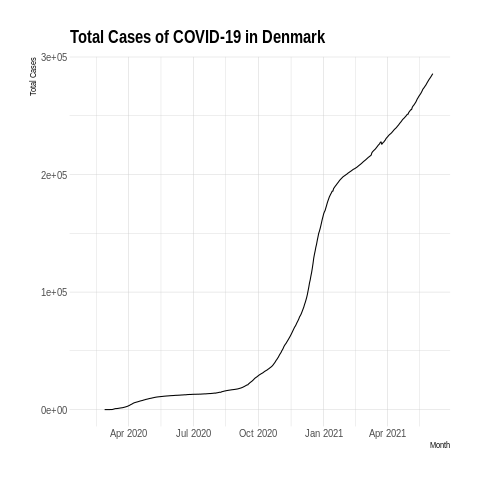 Total Cases of COVID-19 in Denmark
Total Cases
3e+05
2e+05
1e+05
0e+00
Apr 2020 Jul 2020 Oct 2020 Jan 2021 Apr 2021
Month